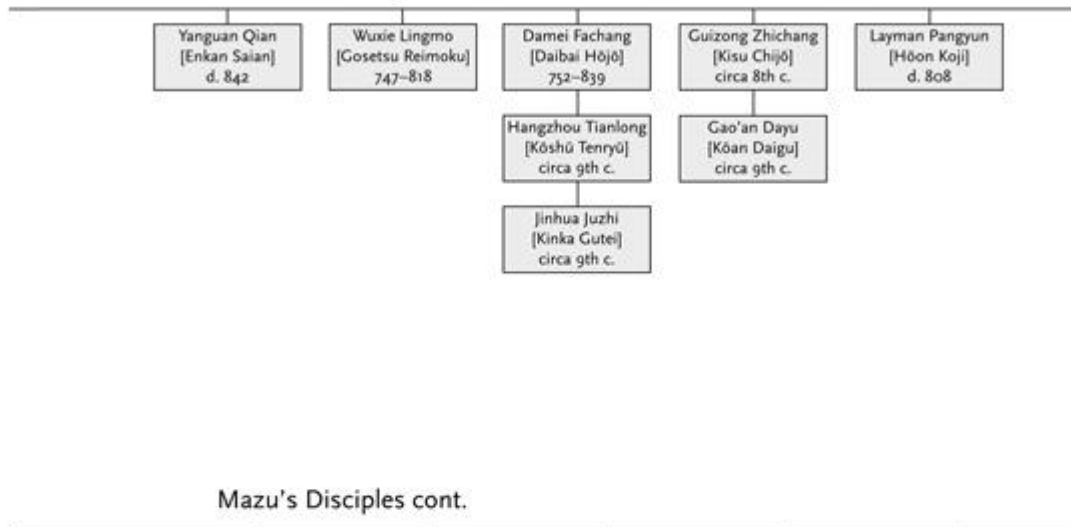 Yanguan Qian
[Enkan Saian]
d. 842
Wuxie Lingmo
[Gosetsu Reimoku]
747–818
Damei Fachang
[Daibai Hōjō]
752–839
Guizong Zhichang
[Kisu Chijō]
circa 8th c.
Layman Pangyun
[Hōon Koji]
d. 808
Hangzhou Tianlong
[Kōshū Tenryū]
circa 9th c.
Gao’an Dayu
[Kōan Daigu]
circa 9th c.
Jinhua Juzhi
[Kinka Gutei]
circa 9th c.
Mazu’s Disciples cont.